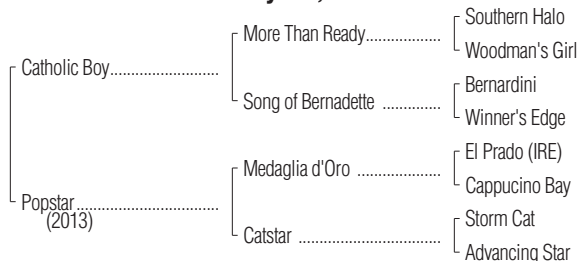 Southern Halo
More Than Ready..................
Woodman's Girl
Catholic Boy..........................
Bernardini
Song of Bernadette ..............
Winner's Edge
El Prado (IRE)
Medaglia d'Oro ....................
Cappucino Bay
Popstar..................................
(2013)
Storm Cat
Catstar ..................................
Advancing Star